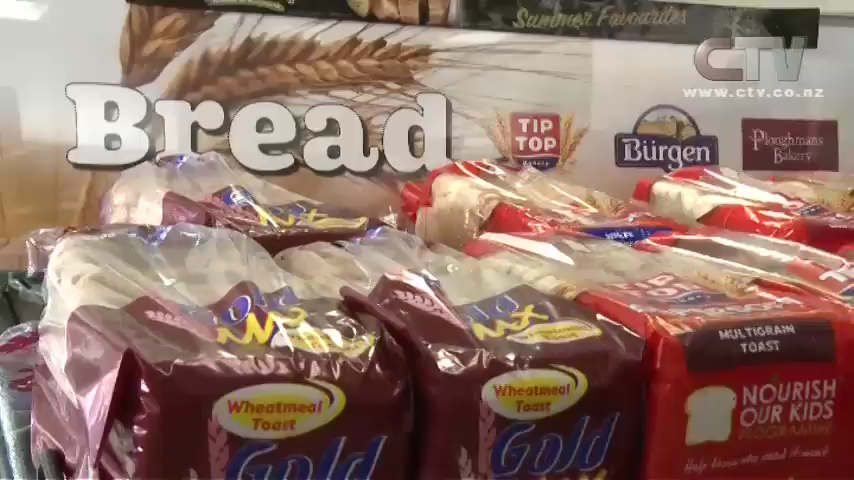 Summer Favourites
CTV
www.ctv.co.nz
Bread
TIP
TOP
Bakery
Bürgen
Ploughmans
Bakery
Wheatmeal
Toast
Gold
Wheatmeal
Toast
Gold
MULTIGRAIN
TOAST
NOURISH
OUR KIDS
PROGRAMME